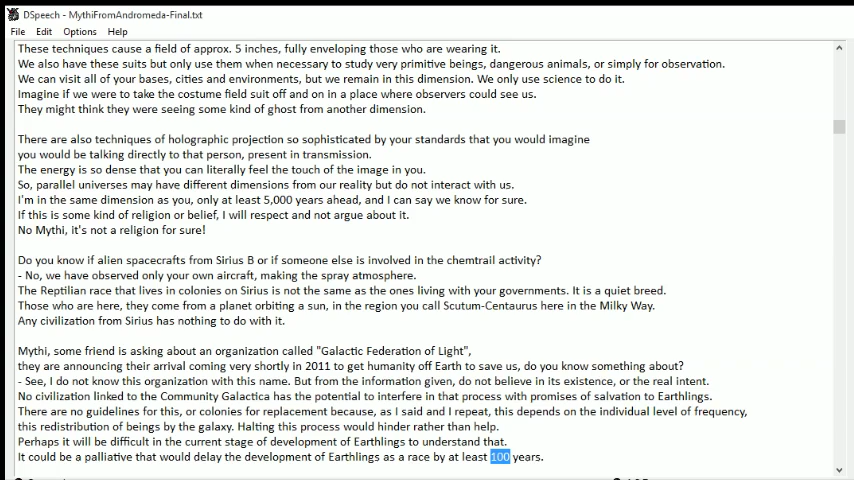 DSpeech - MythiFromAndromeda-Final.txt
File Edit Options Help
These techniques cause a field of approx. 5 inches, fully enveloping those who are wearing it.
We also have these suits but only use them when necessary to study very primitive beings, dangerous animals, or simply for observation.
We can visit all of your bases, cities and environments, but we remain in this dimension. We only use science to do it.
Imagine if we were to take the costume field suit off and on in a place where observers could see us.
They might think they were seeing some kind of ghost from another dimension.
There are also techniques of holographic projection so sophisticated by your standards that you would imagine
you would be talking directly to that person, present in transmission.
The energy is so dense that you can literally feel the touch of the image in you.
So, parallel universes may have different dimensions from our reality but do not interact with us.
I'm in the same dimension as you, only at least 5,000 years ahead, and I can say we know for sure.
If this is some kind of religion or belief, I will respect and not argue about it.
No Mythi, it's not a religion for sure!
Do you know if alien spacecrafts from Sirius B or if someone else is involved in the chemtrail activity?
- No, we have observed only your own aircraft, making the spray atmosphere.
The Reptilian race that lives in colonies on Sirius is not the same as the ones living with your governments. It is a quiet breed.
Those who are here, they come from a planet orbiting a sun, in the region you call Scutum-Centaurus here in the Milky Way.
Any civilization from Sirius has nothing to do with it.
Mythi, some friend is asking about an organization called "Galactic Federation of Light",
they are announcing their arrival coming very shortly in 2011 to get humanity off Earth to save us, do you know something about?
- See, I do not know this organization with this name. But from the information given, do not believe in its existence, or the real intent.
No civilization linked to the Community Galactica has the potential to interfere in that process with promises of salvation to Earthlings.
There are no guidelines for this, or colonies for replacement because, as I said and I repeat, this depends on the individual level of frequency,
this redistribution of beings by the galaxy. Halting this process would hinder rather than help.
Perhaps it will be difficult in the current stage of development of Earthlings to understand that.
It could be a palliative that would delay the development of Earthlings as a race by at least 100 years.